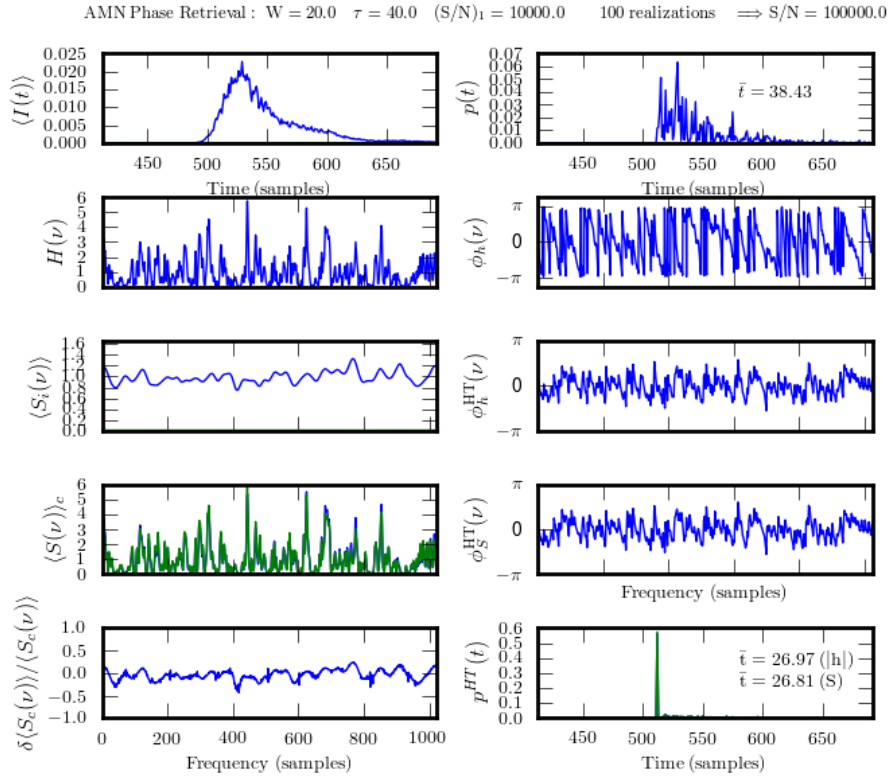 AMN Phase Retrieval : W = 20.0 τ = 40.0 (S/N)₁ = 10000.0 100 realizations ⟹ S/N = 100000.0
⟨I(t)⟩
0.025
0.020
0.015
0.010
0.005
0.000
450 500 550 600 650
Time (samples)
p(t)
0.07
0.06
0.05
0.04
0.03
0.02
0.01
0.00
t̄ = 38.43
450 500 550 600 650
Time (samples)
H(ν)
6
5
4
3
2
1
0
ϕₕ(ν)
π
0
−π
⟨Sᵢ(ν)⟩
1.6
1.4
1.2
1.0
0.8
0.6
0.4
0.2
0.0
ϕₕᴴᵀ(ν)
π
0
−π
⟨S(ν)⟩_c
6
5
4
3
2
1
0
ϕ_S^HT(ν)
π
0
−π
Frequency (samples)
δ⟨S_c(ν)⟩/⟨S_c(ν)⟩
1.0
0.5
0.0
−0.5
−1.0
0 200 400 600 800 1000
Frequency (samples)
p^HT(t)
0.6
0.5
0.4
0.3
0.2
0.1
0.0
t̄ = 26.97 (|h|)
t̄ = 26.81 (S)
450 500 550 600 650
Time (samples)